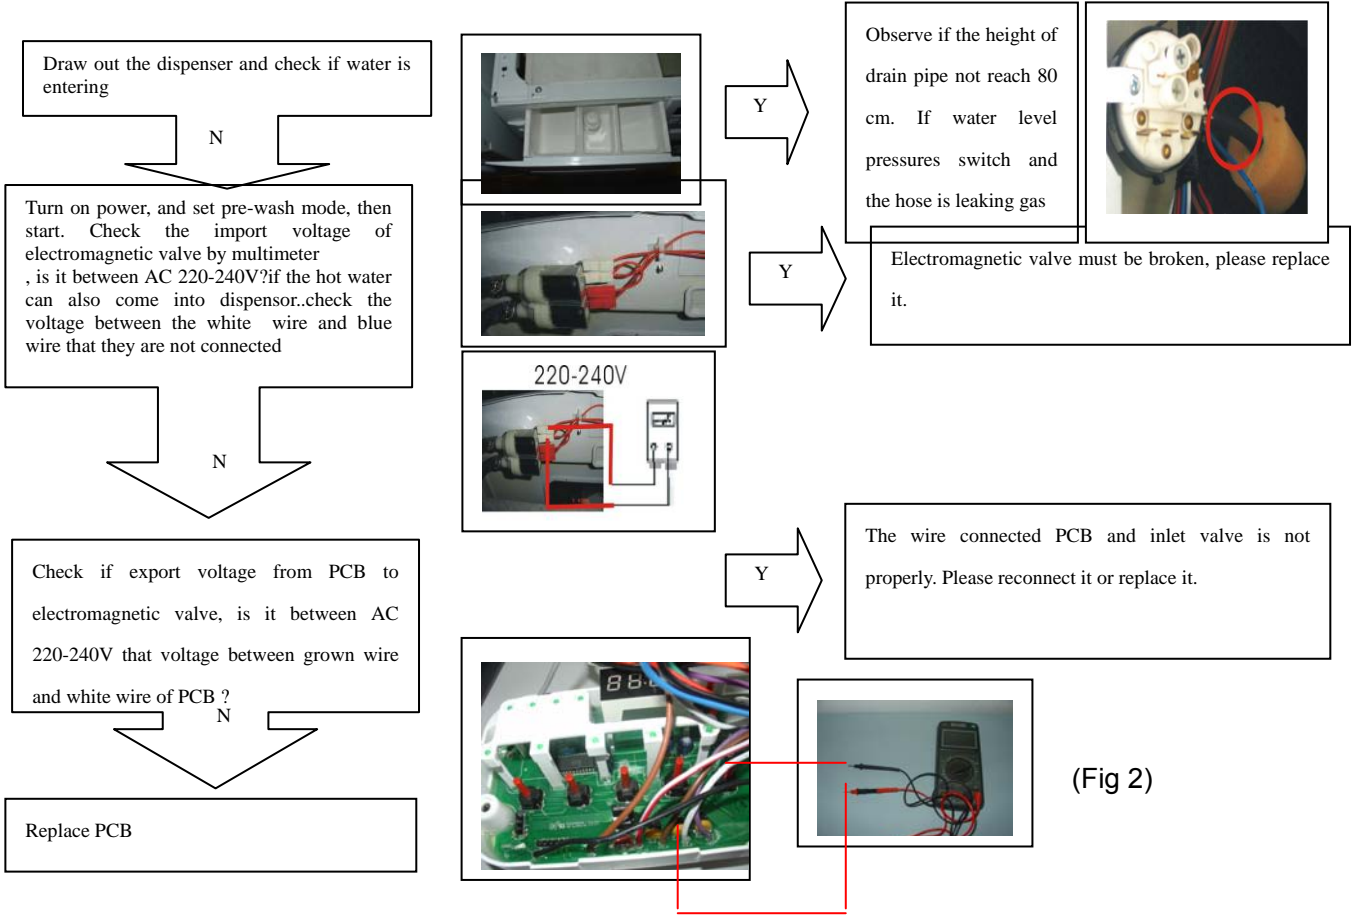 Draw out the dispenser and check if water is
entering
N
Y
Observe if the height of
drain pipe not reach 80
cm. If water level
pressures switch and
the hose is leaking gas
Turn on power, and set pre-wash mode, then
start. Check the import voltage of
electromagnetic valve by multimeter
, is it between AC 220-240V?if the hot water
can also come into dispensor..check the
voltage between the white wire and blue
wire that they are not connected
Y
Electromagnetic valve must be broken, please replace
it.
220-240V
N
Check if export voltage from PCB to
electromagnetic valve, is it between AC
220-240V that voltage between grown wire
and white wire of PCB ?
Y
The wire connected PCB and inlet valve is not
properly. Please reconnect it or replace it.
N
(Fig 2)
Replace PCB